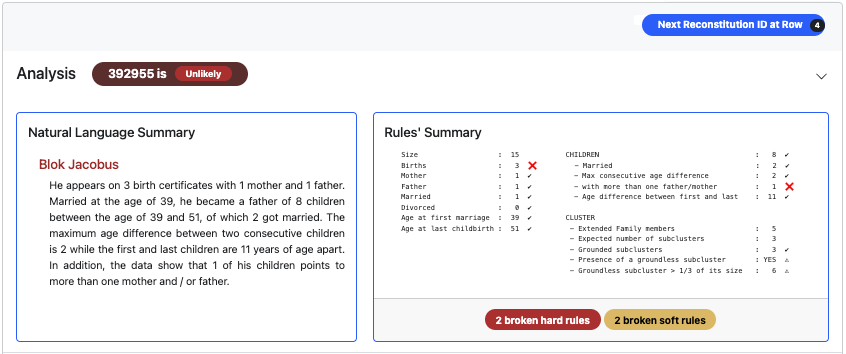 Next Reconstitution ID at Row 4
Analysis 392955 is Unlikely
Natural Language Summary
Blok Jacobus
He appears on 3 birth certificates with 1 mother and 1 father.
Married at the age of 39, he became a father of 8 children
between the age of 39 and 51, of which 2 got married. The
maximum age difference between two consecutive children
is 2 while the first and last children are 11 years of age apart.
In addition, the data show that 1 of his children points to
more than one mother and / or father.
Rules' Summary
Size : 15
Births : 3 ❌
Mother : 1 ✔
Father : 1 ✔
Married : 1 ✔
Divorced : 0 ✔
Age at first marriage : 39 ✔
Age at last childbirth : 51 ✔
CHILDREN : 8 ✔
– Married : 2 ✔
– Max consecutive age difference : 2 ✔
– with more than one father/mother : 1 ❌
– Age difference between first and last : 11 ✔
CLUSTER
– Extended Family members : 5
– Expected number of subclusters : 3
– Grounded subclusters : 3 ✔
– Presence of a groundless subcluster : YES ⚠
– Groundless subcluster > 1/3 of its size : 6 ⚠
2 broken hard rules
2 broken soft rules